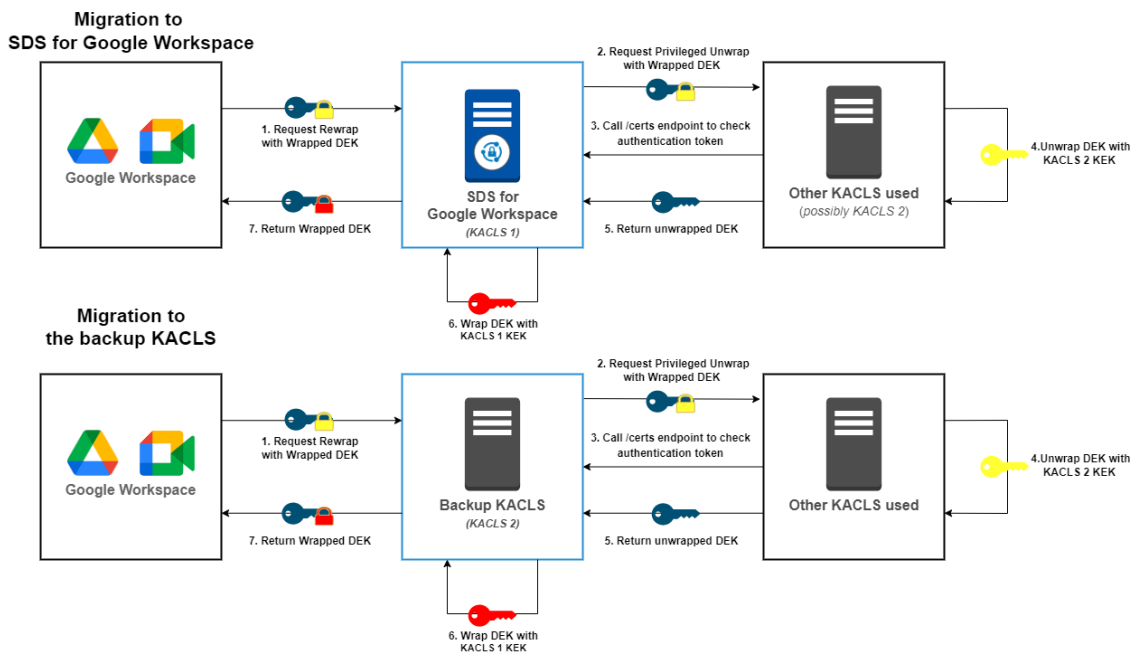 Migration to
SDS for Google Workspace
1. Request Rewrap
with Wrapped DEK
2. Request Privileged Unwrap
with Wrapped DEK
3. Call /certs endpoint to check
authentication token
4.Unwrap DEK with
KACLS 2 KEK
Google Workspace
SDS for
Google Workspace
(KACLS 1)
Other KACLS used
(possibly KACLS 2)
7. Return Wrapped DEK
5. Return unwrapped DEK
6. Wrap DEK with
KACLS 1 KEK
Migration to
the backup KACLS
1. Request Rewrap
with Wrapped DEK
2. Request Privileged Unwrap
with Wrapped DEK
3. Call /certs endpoint to check
authentication token
4.Unwrap DEK with
KACLS 2 KEK
Google Workspace
Backup KACLS
(KACLS 2)
Other KACLS used
7. Return Wrapped DEK
5. Return unwrapped DEK
6. Wrap DEK with
KACLS 1 KEK